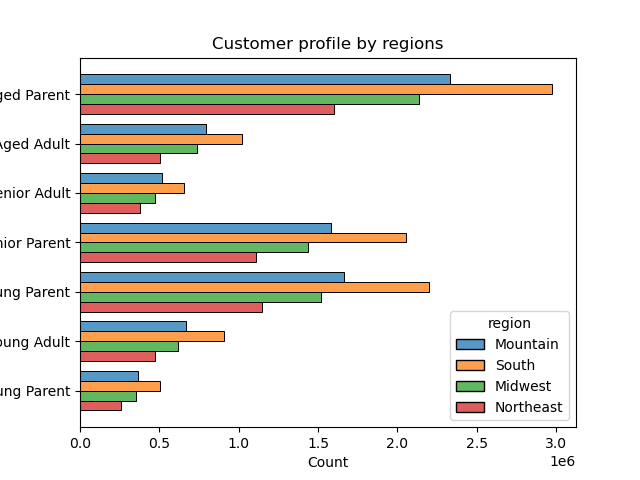 Customer profile by regions
ged Parent
Aged Adult
enior Adult
nior Parent
ung Parent
oung Adult
ung Parent
region
Mountain
South
Midwest
Northeast
0.0 0.5 1.0 1.5 2.0 2.5 3.0
1e6
Count